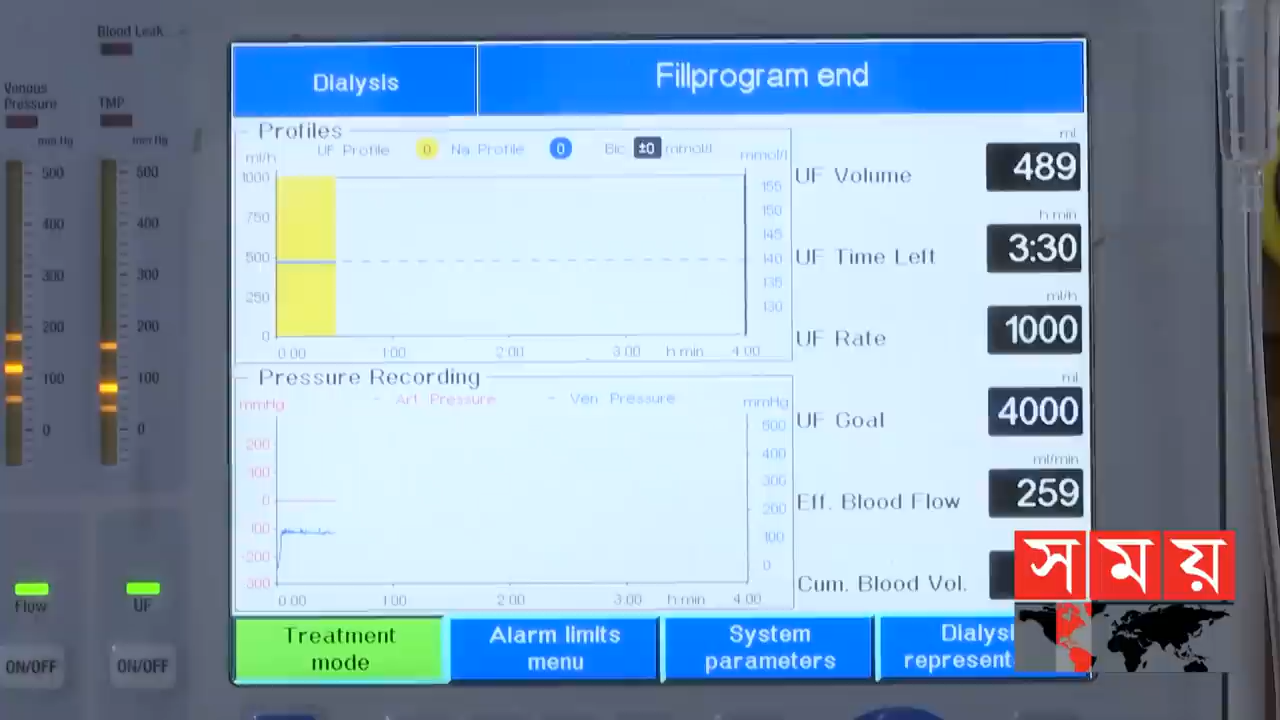 Blood Leak
Venous
Pressure
TMP
mm Hg
mm Hg
500
500
400
400
300
300
200
200
100
100
0
0
Flow
UF
ON/OFF
ON/OFF
Dialysis
Fillprogram end
Profiles
UF Profile 0 Na Profile 0 Bic ±0 mmol/l
ml/h
mmol/l
1000
750
500
250
0
155
150
145
140
135
130
0:00 1:00 2:00 3:00 h:min 4:00
Pressure Recording
mmHg
- Art. Pressure - Ven. Pressure
mmHg
200
100
0
-100
-200
-300
500
400
300
200
100
0
0:00 1:00 2:00 3:00 h:min 4:00
ml
UF Volume 489
h:min
UF Time Left 3:30
ml/h
UF Rate 1000
ml
UF Goal 4000
ml/min
Eff. Blood Flow 259
Cum. Blood Vol.
Treatment
mode
Alarm limits
menu
System
parameters
সময়